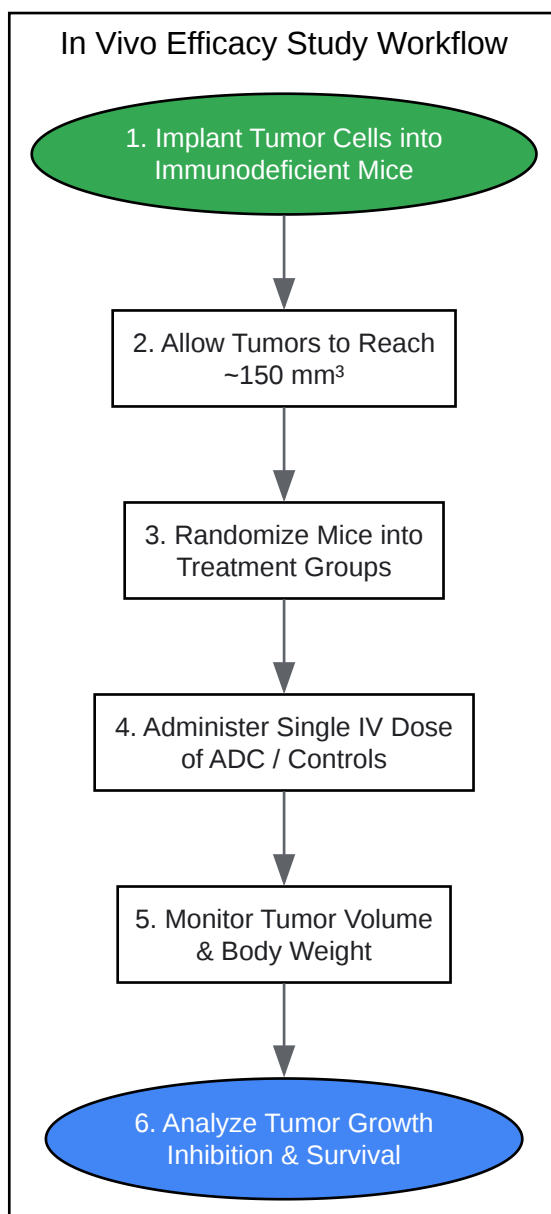 In Vivo Efficacy Study Workflow
1. Implant Tumor Cells into
Immunodeficient Mice
2. Allow Tumors to Reach
~150 mm³
3. Randomize Mice into
Treatment Groups
4. Administer Single IV Dose
of ADC / Controls
5. Monitor Tumor Volume
& Body Weight
6. Analyze Tumor Growth
Inhibition & Survival